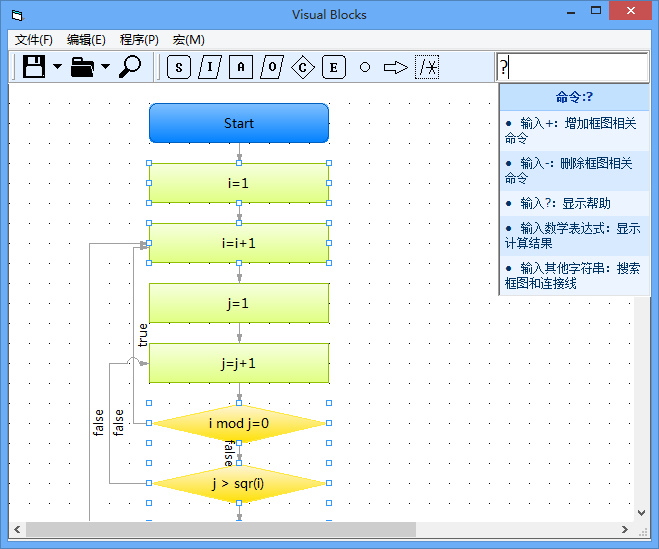 Visual Blocks
文件(F) 编辑(E) 程序(P) 宏(M)
S I A O C E /X
?
命令:?
● 输入+：增加框图相关
命令
● 输入-：删除框图相关
命令
● 输入?：显示帮助
● 输入数学表达式：显示
计算结果
● 输入其他字符串：搜索
框图和连接线
Start
i=1
i=i+1
j=1
true
j=j+1
false
false
i mod j=0
false
j > sqr(i)